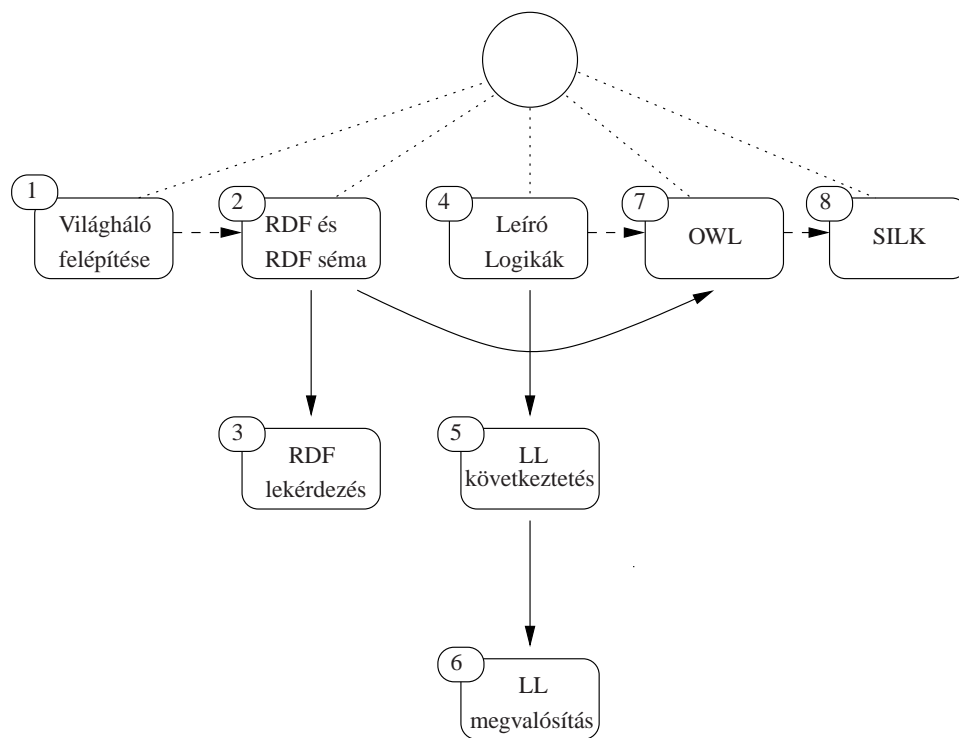 1
Világháló
felépítése
2
RDF és
RDF séma
4
Leíró
Logikák
7
OWL
8
SILK
3
RDF
lekérdezés
5
LL
következtetés
6
LL
megvalósítás